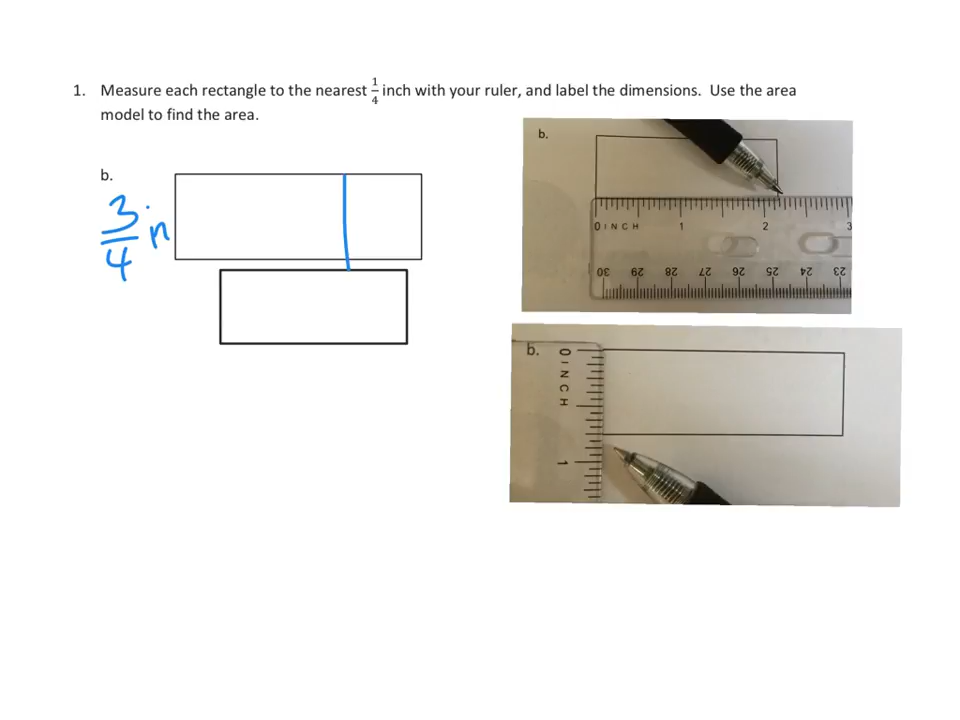 1. Measure each rectangle to the nearest 1/4 inch with your ruler, and label the dimensions. Use the area
model to find the area.
b.
3/4 in
b.
0 INCH 1 2 3
30 29 28 27 26 25 24 23
b.
0 INCH 1